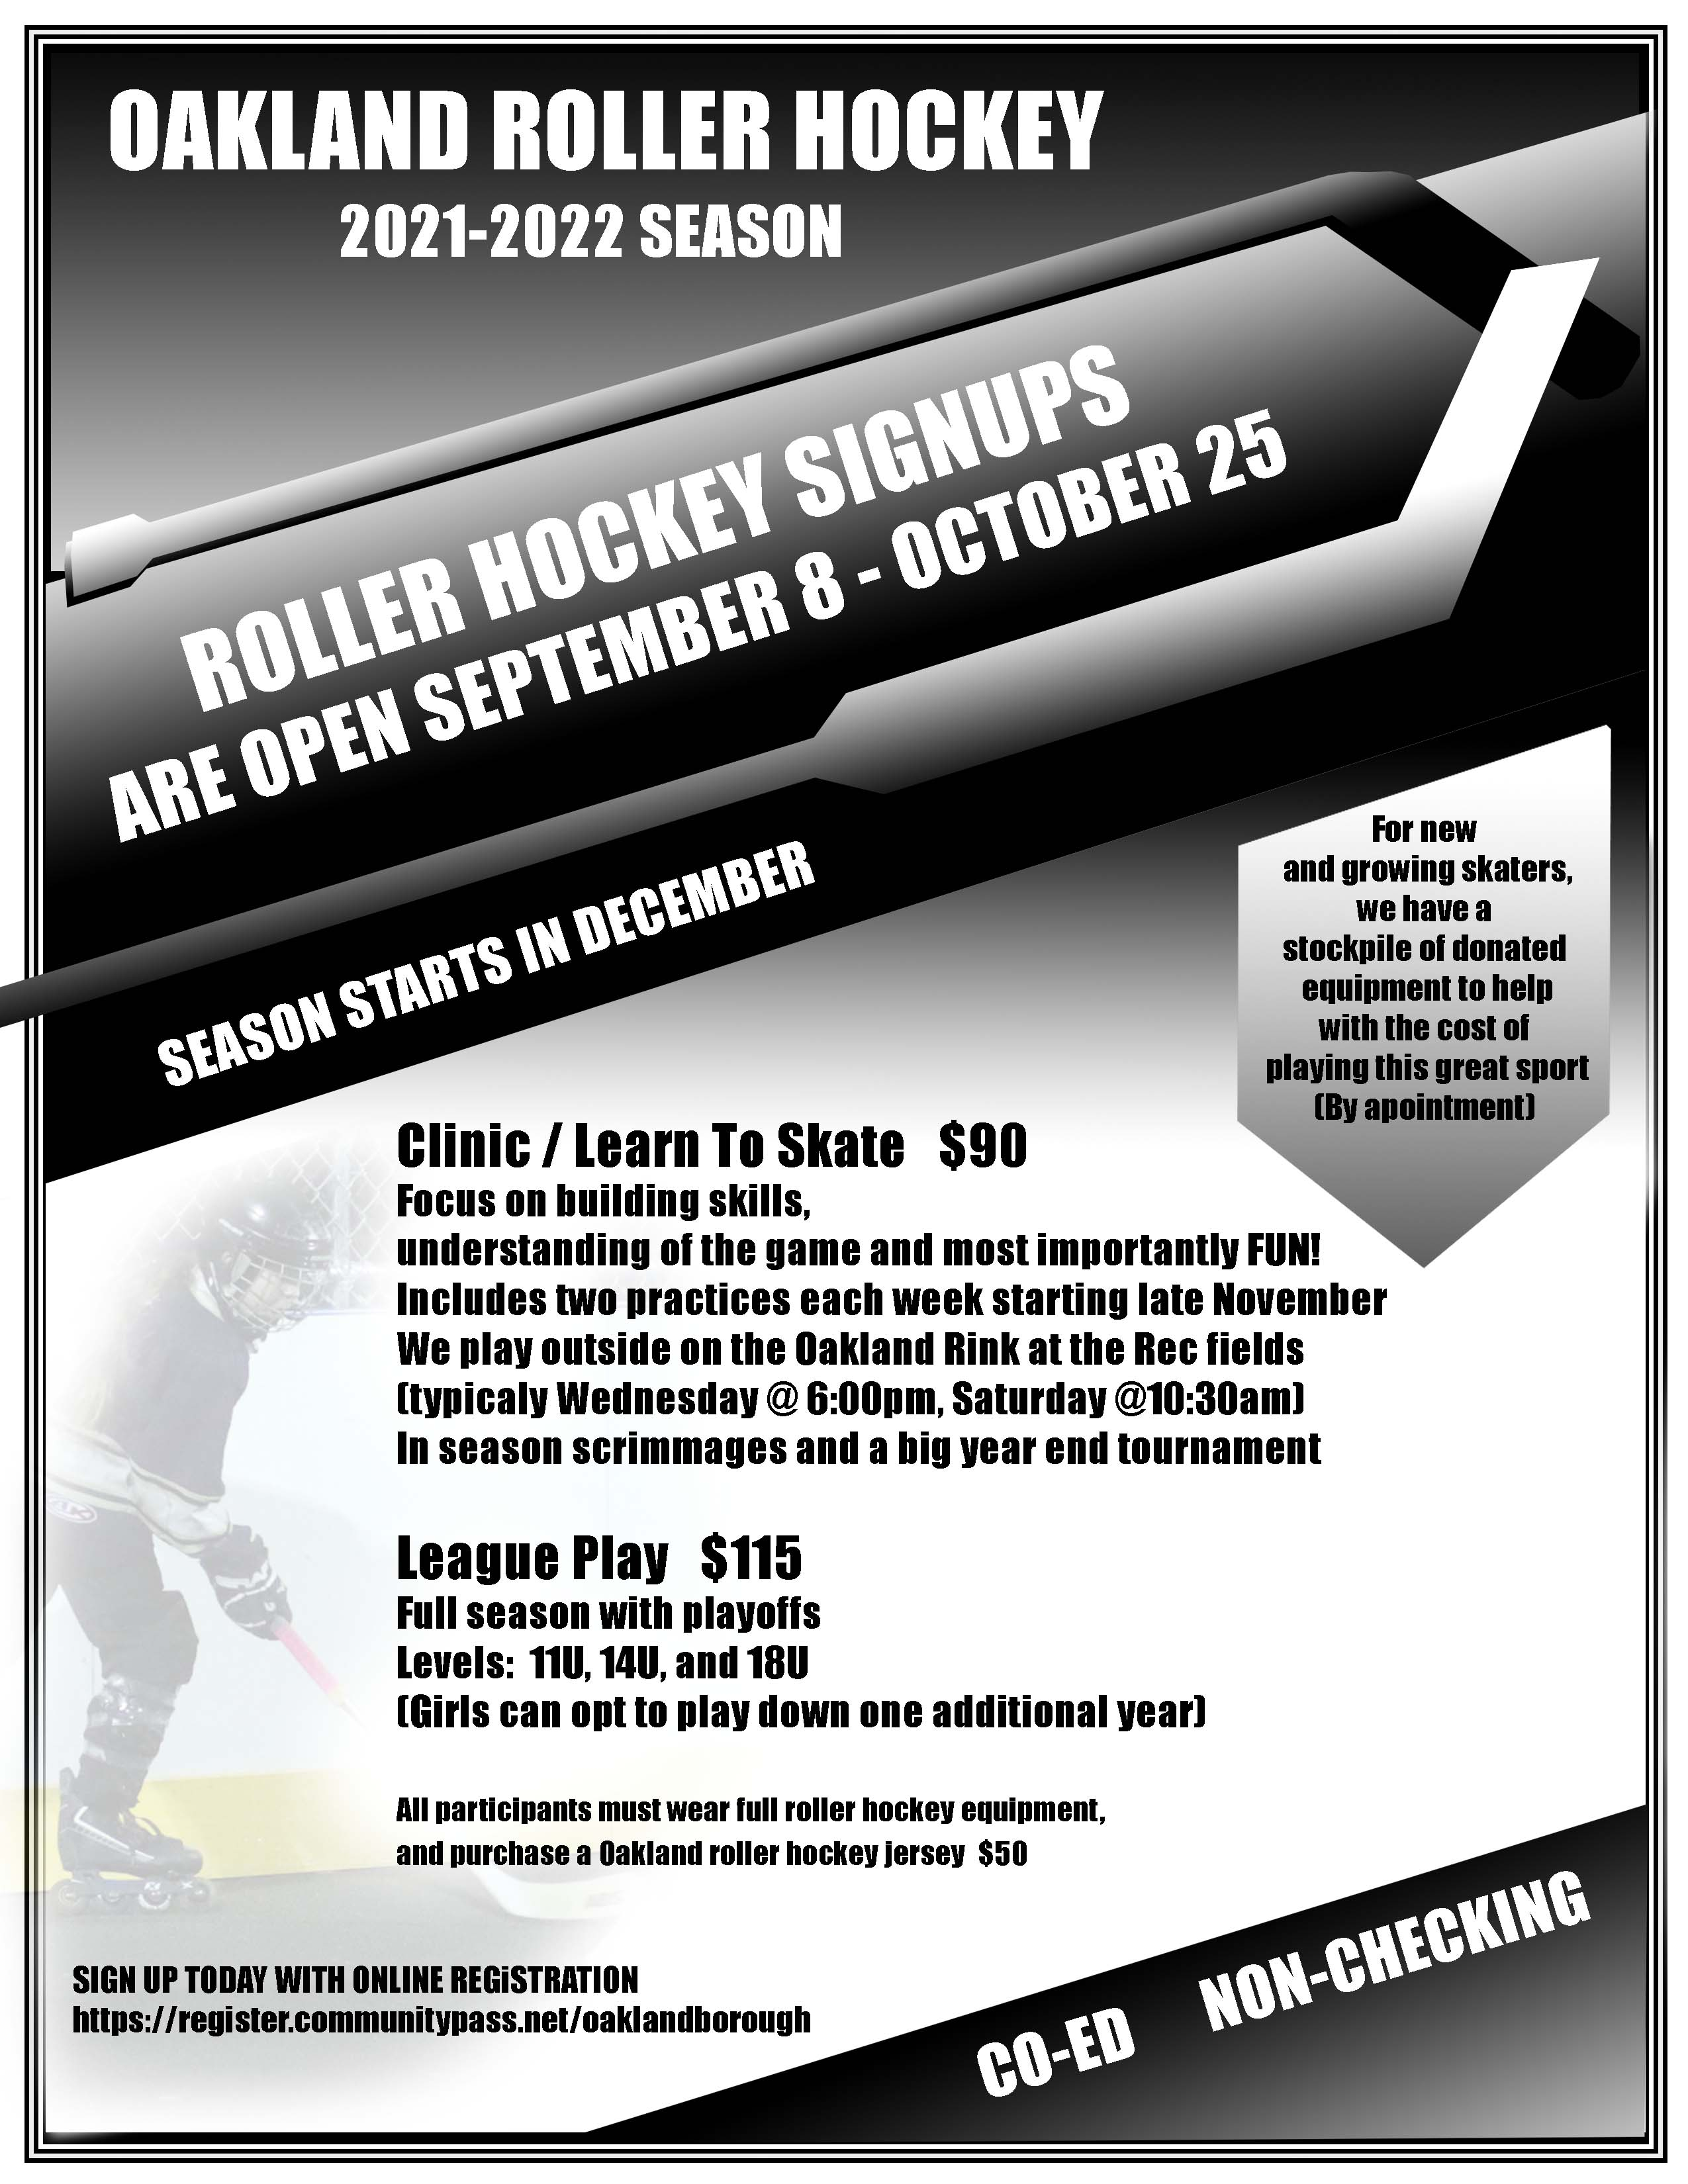 OAKLAND ROLLER HOCKEY
2021-2022 SEASON
ROLLER HOCKEY SIGNUPS
ARE OPEN SEPTEMBER 8 - OCTOBER 25
SEASON STARTS IN DECEMBER
For new
and growing skaters,
we have a
stockpile of donated
equipment to help
with the cost of
playing this great sport
(By apointment)
Clinic / Learn To Skate $90
Focus on building skills,
understanding of the game and most importantly FUN!
Includes two practices each week starting late November
We play outside on the Oakland Rink at the Rec fields
(typicaly Wednesday @ 6:00pm, Saturday @10:30am)
In season scrimmages and a big year end tournament
League Play $115
Full season with playoffs
Levels: 11U, 14U, and 18U
(Girls can opt to play down one additional year)
All participants must wear full roller hockey equipment,
and purchase a Oakland roller hockey jersey $50
SIGN UP TODAY WITH ONLINE REGiSTRATION
https://register.communitypass.net/oaklandborough
CO-ED NON-CHECKING